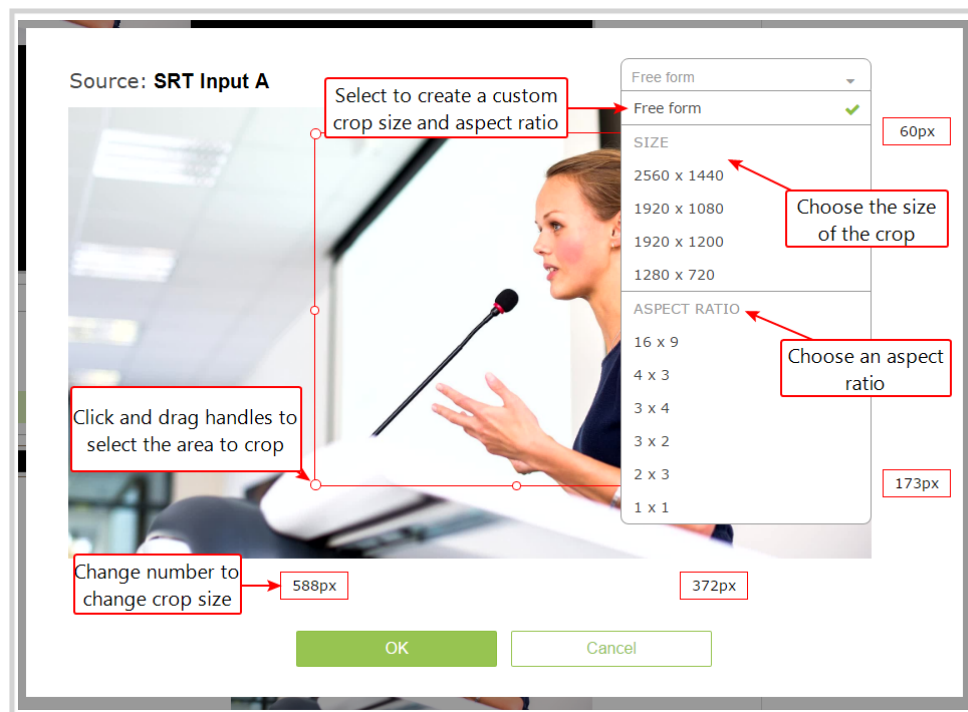 Source: SRT Input A
Free form
Select to create a custom
crop size and aspect ratio
Free form
60px
SIZE
2560 x 1440
1920 x 1080
1920 x 1200
1280 x 720
Choose the size
of the crop
ASPECT RATIO
16 x 9
4 x 3
3 x 4
3 x 2
2 x 3
1 x 1
Choose an aspect
ratio
Click and drag handles to
select the area to crop
173px
Change number to
change crop size
588px
372px
OK
Cancel